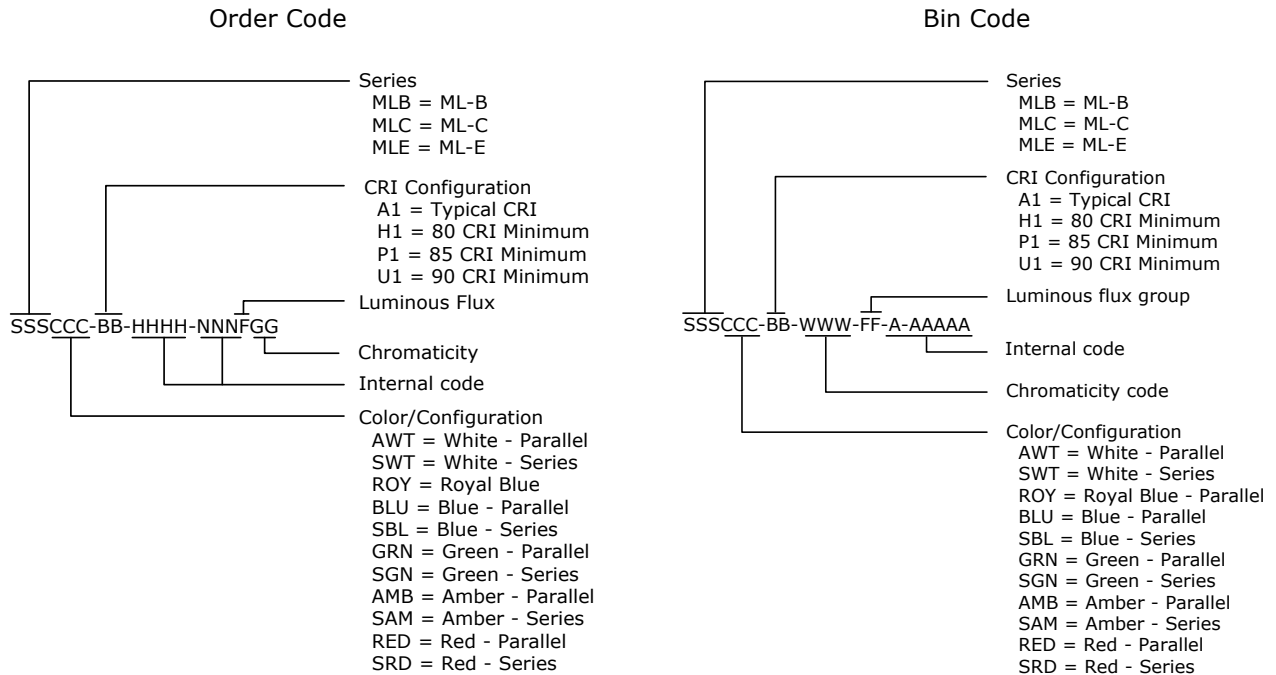 Order Code
Series
MLB = ML-B
MLC = ML-C
MLE = ML-E
CRI Configuration
A1 = Typical CRI
H1 = 80 CRI Minimum
P1 = 85 CRI Minimum
U1 = 90 CRI Minimum
Luminous Flux
SSSCCC-BB-HHHH-NNNFGG
Chromaticity
Internal code
Color/Configuration
AWT = White - Parallel
SWT = White - Series
ROY = Royal Blue
BLU = Blue - Parallel
SBL = Blue - Series
GRN = Green - Parallel
SGN = Green - Series
AMB = Amber - Parallel
SAM = Amber - Series
RED = Red - Parallel
SRD = Red - Series
Bin Code
Series
MLB = ML-B
MLC = ML-C
MLE = ML-E
CRI Configuration
A1 = Typical CRI
H1 = 80 CRI Minimum
P1 = 85 CRI Minimum
U1 = 90 CRI Minimum
Luminous flux group
SSSCCC-BB-WWW-FF-A-AAAAA
Internal code
Chromaticity code
Color/Configuration
AWT = White - Parallel
SWT = White - Series
ROY = Royal Blue - Parallel
BLU = Blue - Parallel
SBL = Blue - Series
GRN = Green - Parallel
SGN = Green - Series
AMB = Amber - Parallel
SAM = Amber - Series
RED = Red - Parallel
SRD = Red - Series